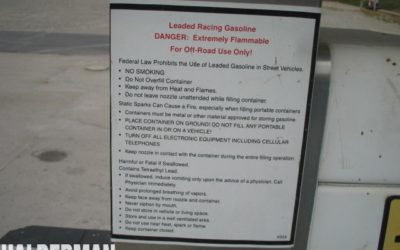 Leaded Racing Gasoline
DANGER: Extremely Flammable
For Off-Road Use Only!
Federal Law Prohibits the Use of Leaded Gasoline in Street Vehicles.
• NO SMOKING
• Do Not Overfill Container
• Keep away from Heat and Flames.
• Do not leave nozzle unattended while filling container.
Static Sparks Can Cause a Fire, especially when filling portable containers
• Containers must be metal or other material approved for storing gasoline.
• PLACE CONTAINER ON GROUND! DO NOT FILL ANY PORTABLE
CONTAINER IN OR ON A VEHICLE!
• TURN OFF ALL ELECTRONIC EQUIPMENT INCLUDING CELLULAR
TELEPHONES
• Keep nozzle in contact with the container during the entire filling operation
Harmful or Fatal if Swallowed.
Contains Tetraethyl Lead.
• If swallowed, induce vomiting only upon the advice of a physician. Call
Physician immediately.
• Avoid prolonged breathing of vapors.
• Keep face away from nozzle and container.
• Never siphon by mouth.
• Do not store in vehicle or living space.
• Store and use in a well ventilated area.
• Do not use near heat, spark or flame.
• Keep container closed.
HALDERMAN